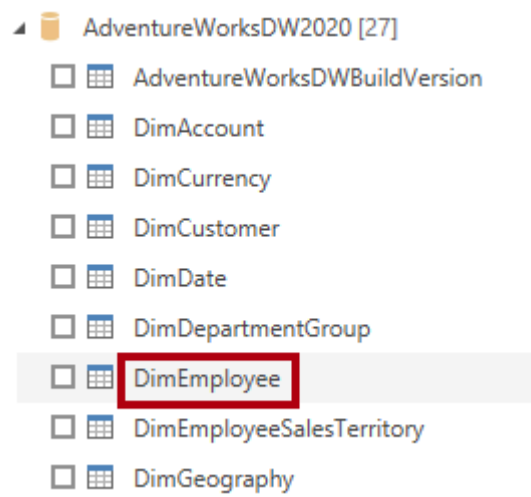 AdventureWorksDW2020 [27]
AdventureWorksDWBuildVersion
DimAccount
DimCurrency
DimCustomer
DimDate
DimDepartmentGroup
DimEmployee
DimEmployeeSalesTerritory
DimGeography